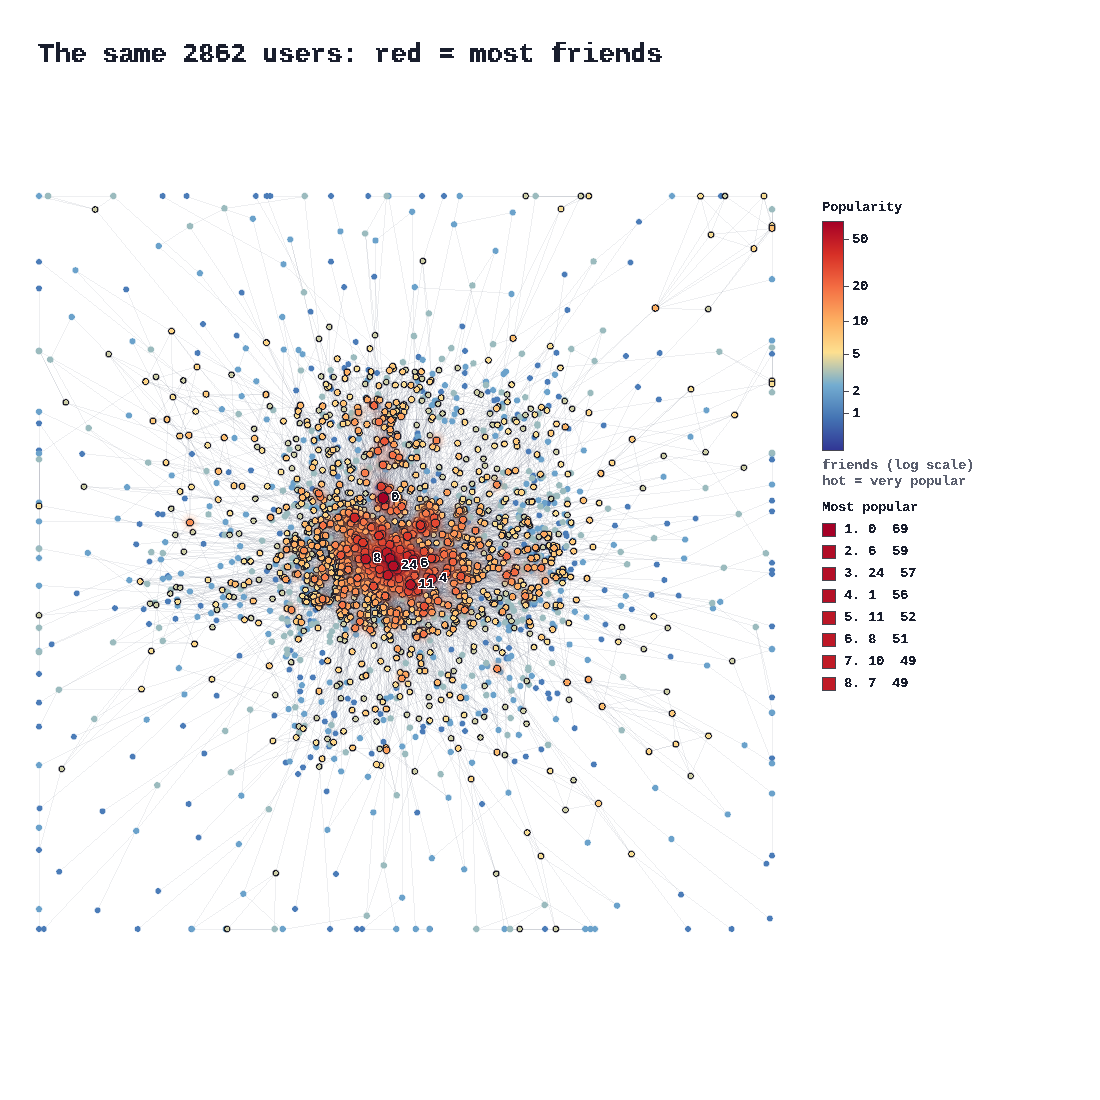 The same 2862 users: red = most friends
Popularity
50
20
10
5
2
1
friends (log scale)
hot = very popular
Most popular
1. 0 69
2. 6 59
3. 24 57
4. 1 56
5. 11 52
6. 8 51
7. 10 49
8. 7 49
0
8
24
6
4
11